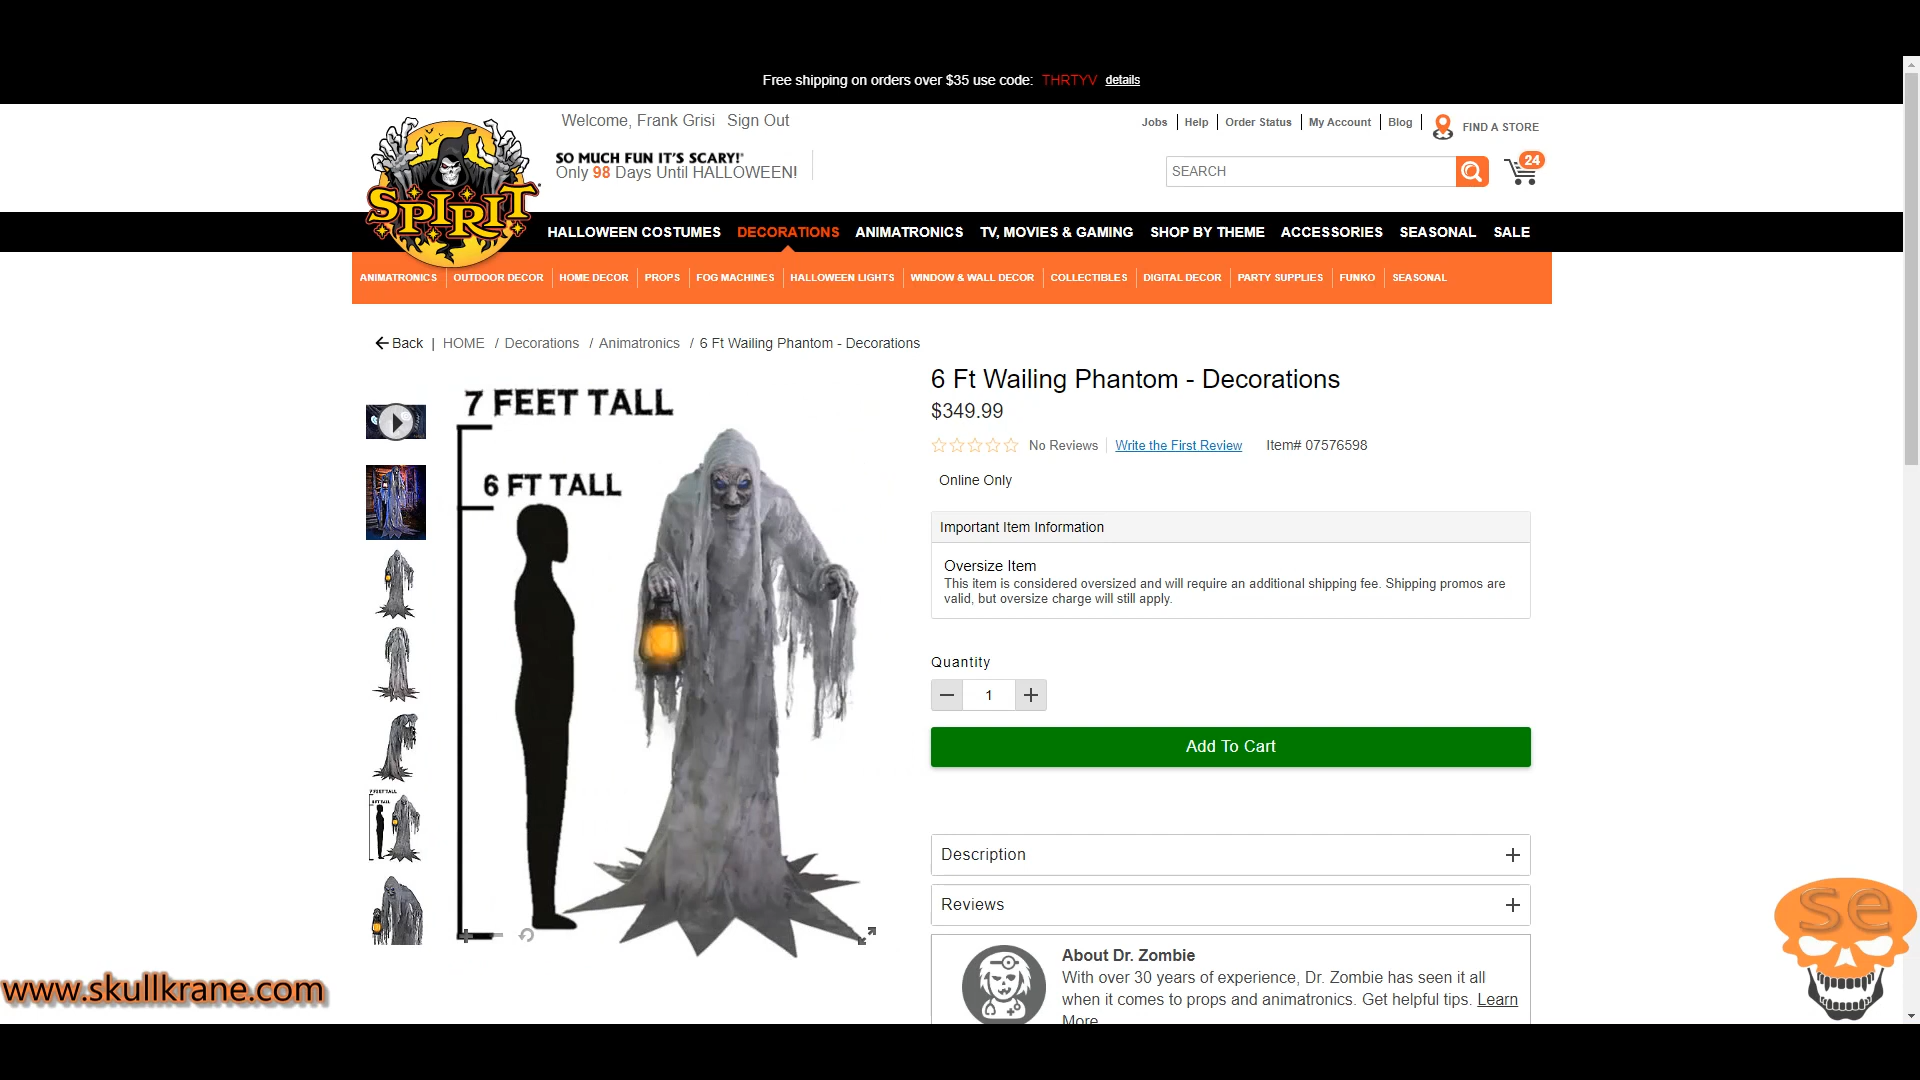 Free shipping on orders over $35 use code: THRTYV details
Welcome, Frank Grisi Sign Out
Jobs | Help | Order Status | My Account | Blog | FIND A STORE
SO MUCH FUN IT'S SCARY!
Only 98 Days Until HALLOWEEN!
SEARCH
24
SPIRIT
HALLOWEEN COSTUMES DECORATIONS ANIMATRONICS TV, MOVIES & GAMING SHOP BY THEME ACCESSORIES SEASONAL SALE
ANIMATRONICS OUTDOOR DECOR HOME DECOR PROPS FOG MACHINES HALLOWEEN LIGHTS WINDOW & WALL DECOR COLLECTIBLES DIGITAL DECOR PARTY SUPPLIES FUNKO SEASONAL
Back | HOME / Decorations / Animatronics / 6 Ft Wailing Phantom - Decorations
7 FEET TALL
6 FT TALL
7 FEET TALL
6 FT TALL
6 Ft Wailing Phantom - Decorations
$349.99
No Reviews Write the First Review Item# 07576598
Online Only
Important Item Information
Oversize Item
This item is considered oversized and will require an additional shipping fee. Shipping promos are
valid, but oversize charge will still apply.
Quantity
1
Add To Cart
Description
Reviews
About Dr. Zombie
With over 30 years of experience, Dr. Zombie has seen it all
when it comes to props and animatronics. Get helpful tips. Learn
More
www.skullkrane.com
se